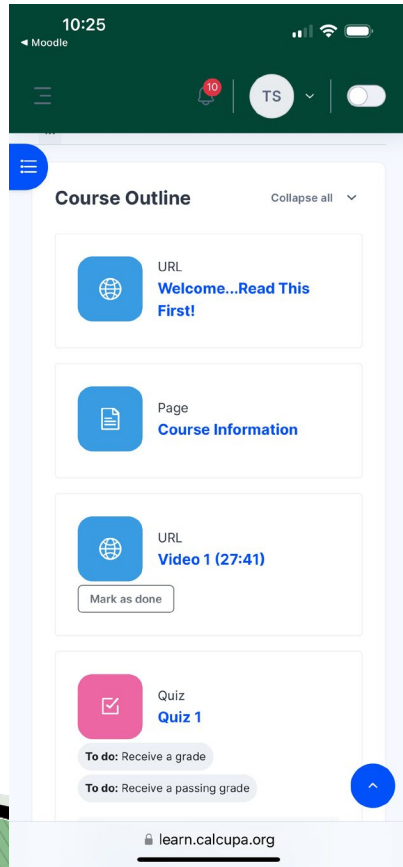 10:25
◀ Moodle
10
TS
...
Course Outline
Collapse all
URL
Welcome...Read This
First!
Page
Course Information
URL
Video 1 (27:41)
Mark as done
Quiz
Quiz 1
To do: Receive a grade
To do: Receive a passing grade
learn.calcupa.org